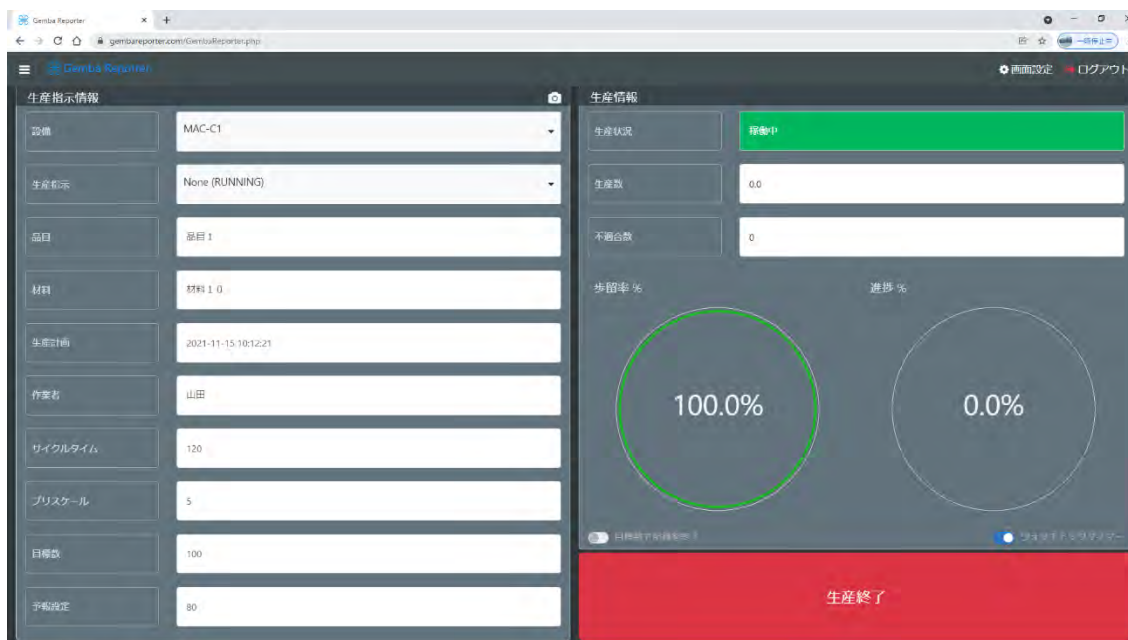 Gemba Reporter
gembareporter.com/GembaReporter.php
一時停止中
Gemba Reporter
画面設定
ログアウト
生産指示情報
設備
MAC-C1
生産指示
None (RUNNING)
品目
品目1
材料
材料10
生産計画
2021-11-15 10:12:21
作業者
山田
サイクルタイム
120
プリスケール
5
目標数
100
予報設定
80
生産情報
生産状況
稼働中
生産数
0.0
不適合数
0
歩留率 %
進捗 %
100.0%
0.0%
生産終了